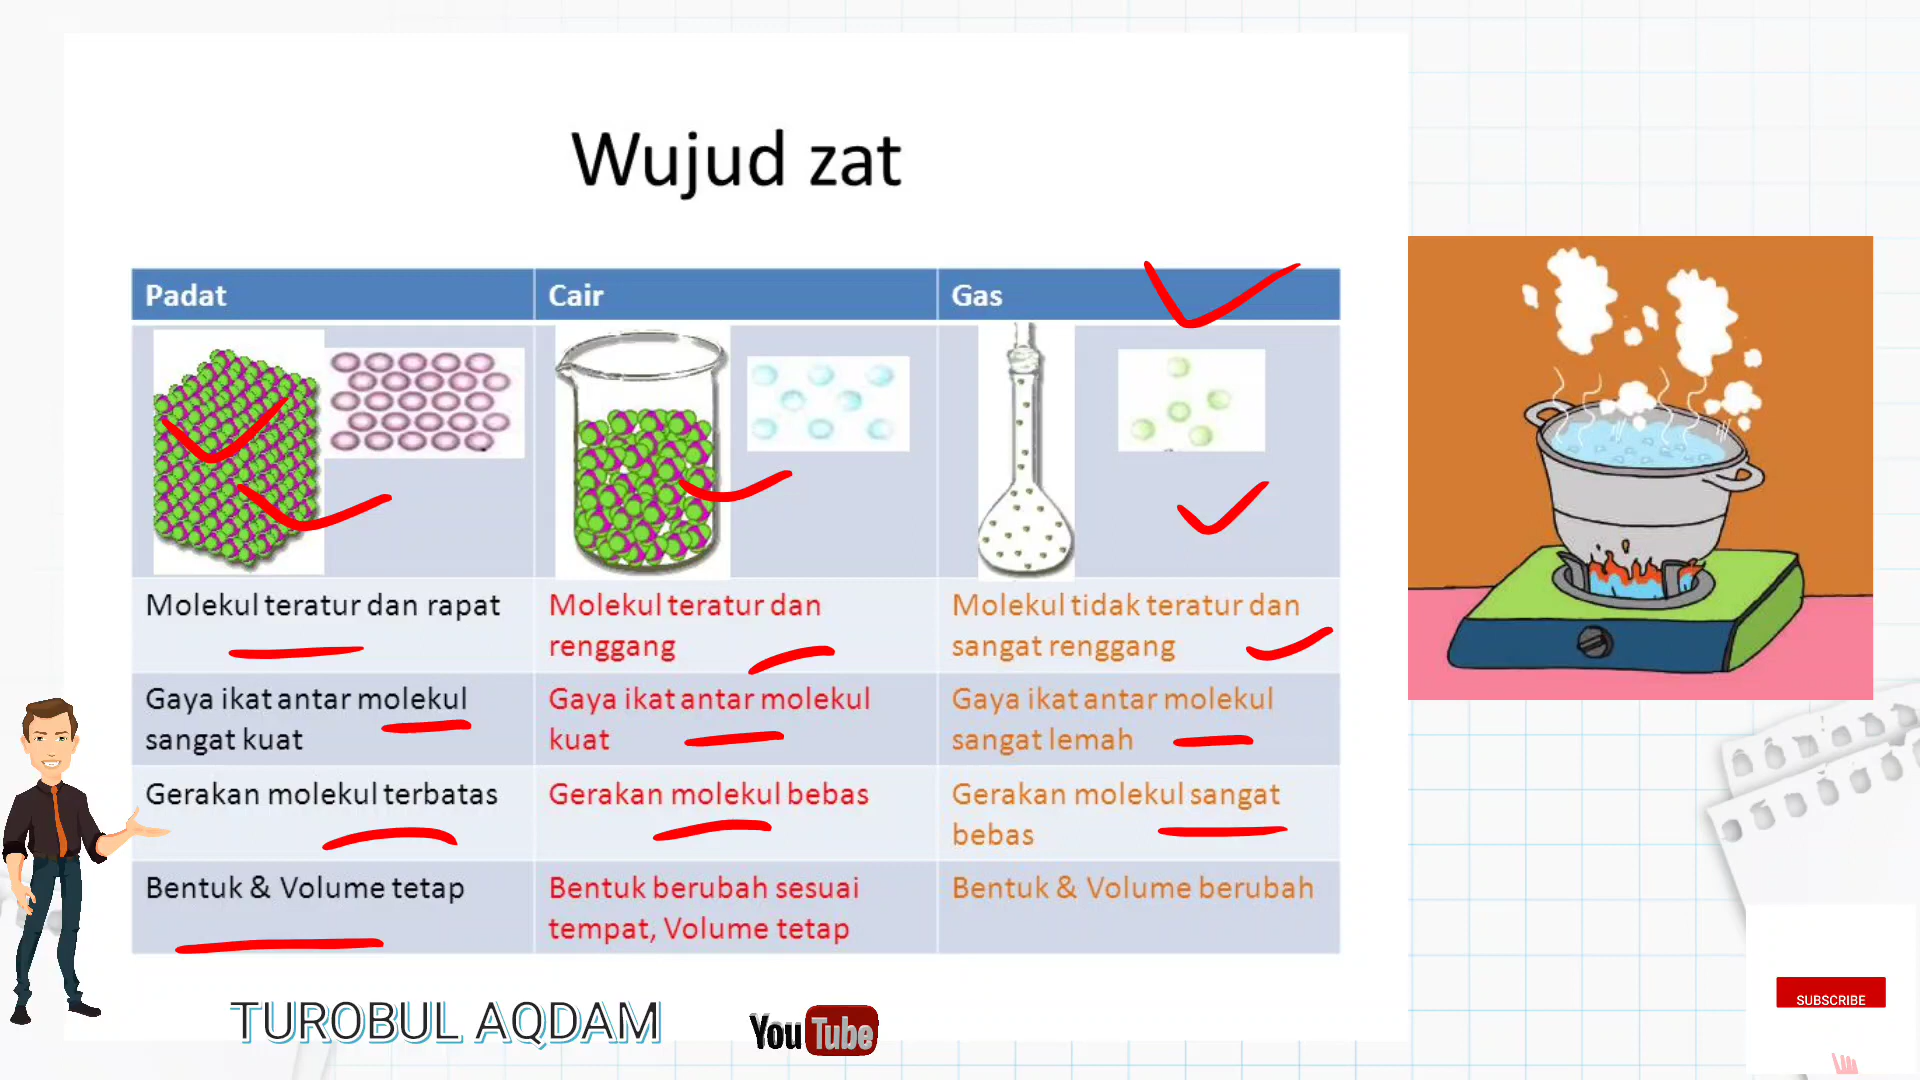 Wujud zat
Padat
Cair
Gas
Molekul teratur dan rapat
Molekul teratur dan
renggang
Molekul tidak teratur dan
sangat renggang
Gaya ikat antar molekul
sangat kuat
Gaya ikat antar molekul
kuat
Gaya ikat antar molekul
sangat lemah
Gerakan molekul terbatas
Gerakan molekul bebas
Gerakan molekul sangat
bebas
Bentuk & Volume tetap
Bentuk berubah sesuai
tempat, Volume tetap
Bentuk & Volume berubah
TUROBUL AQDAM
YouTube
SUBSCRIBE